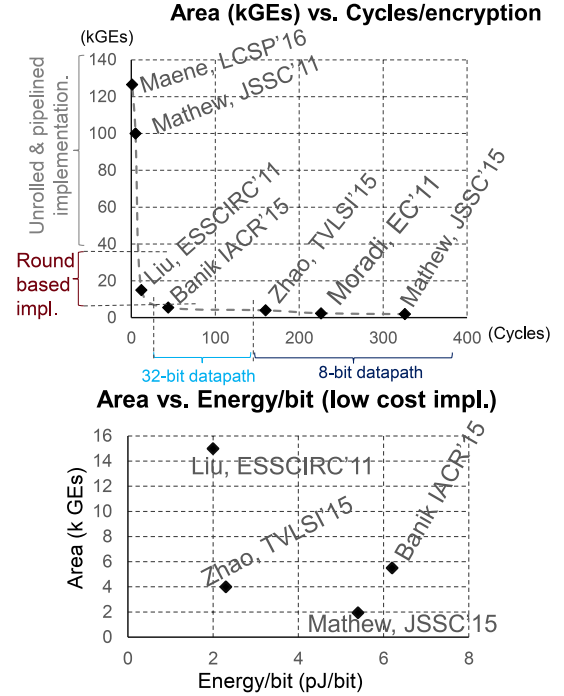 Area (kGEs) vs. Cycles/encryption
(kGEs)
140
120
100
80
60
40
20
0
Unrolled & pipelined
implementation.
Round
based
impl.
Maene, LCSP'16
Mathew, JSSC'11
Liu, ESSCIRC'11
Banik IACR'15
Zhao, TVLSI'15
Moradi, EC'11
Mathew, JSSC'15
0 100 200 300 400 (Cycles)
32-bit datapath 8-bit datapath
Area vs. Energy/bit (low cost impl.)
Area (k GEs)
16
14
12
10
8
6
4
2
0
Liu, ESSCIRC'11
Zhao, TVLSI'15
Banik IACR'15
Mathew, JSSC'15
0 2 4 6 8
Energy/bit (pJ/bit)